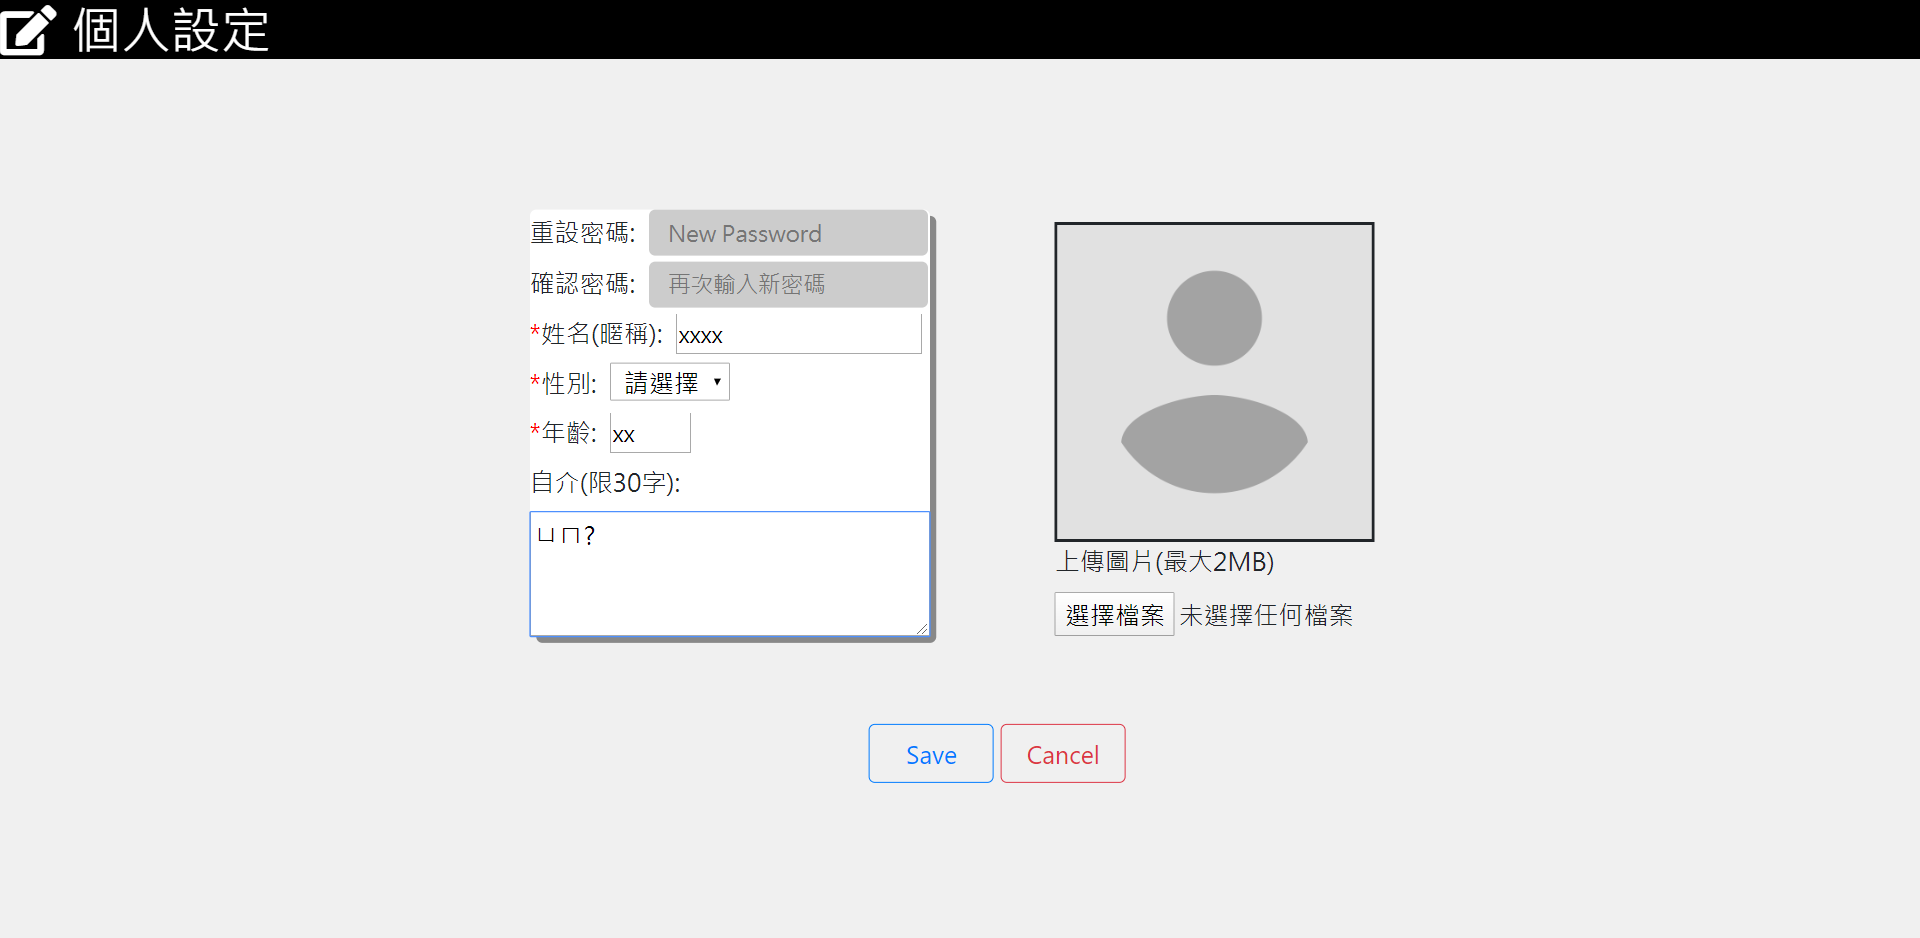 個人設定
重設密碼: New Password
確認密碼: 再次輸入新密碼
*姓名(暱稱): xxxx
*性別: 請選擇
*年齡: xx
自介(限30字):
ㄩㄇ?
上傳圖片(最大2MB)
選擇檔案 未選擇任何檔案
Save Cancel